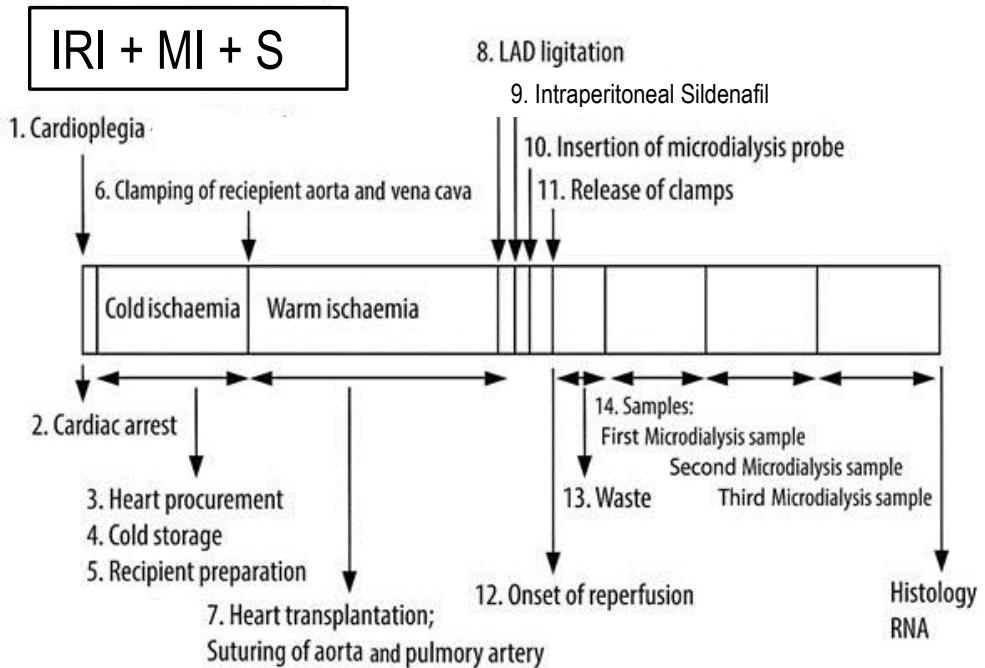 IRI + MI + S
8. LAD ligitation
9. Intraperitoneal Sildenafil
1. Cardioplegia
10. Insertion of microdialysis probe
6. Clamping of reciepient aorta and vena cava
11. Release of clamps
Cold ischaemia
Warm ischaemia
2. Cardiac arrest
14. Samples:
First Microdialysis sample
Second Microdialysis sample
Third Microdialysis sample
13. Waste
3. Heart procurement
4. Cold storage
5. Recipient preparation
12. Onset of reperfusion
Histology
RNA
7. Heart transplantation;
Suturing of aorta and pulmory artery